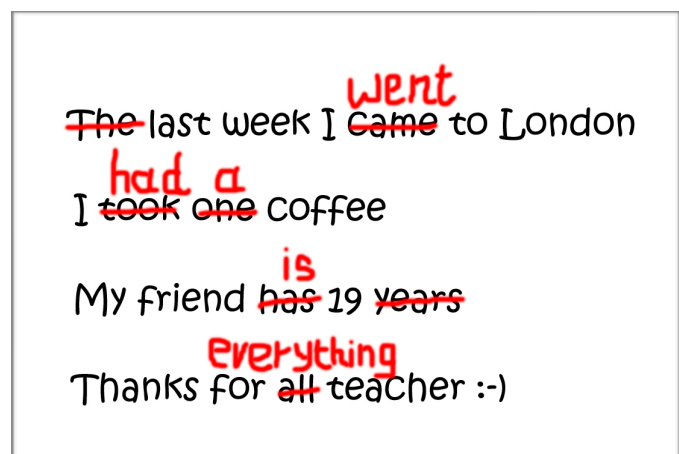 went
The last week I came to London
had a
I took one coffee
is
My friend has 19 years
everything
Thanks for all teacher :-)